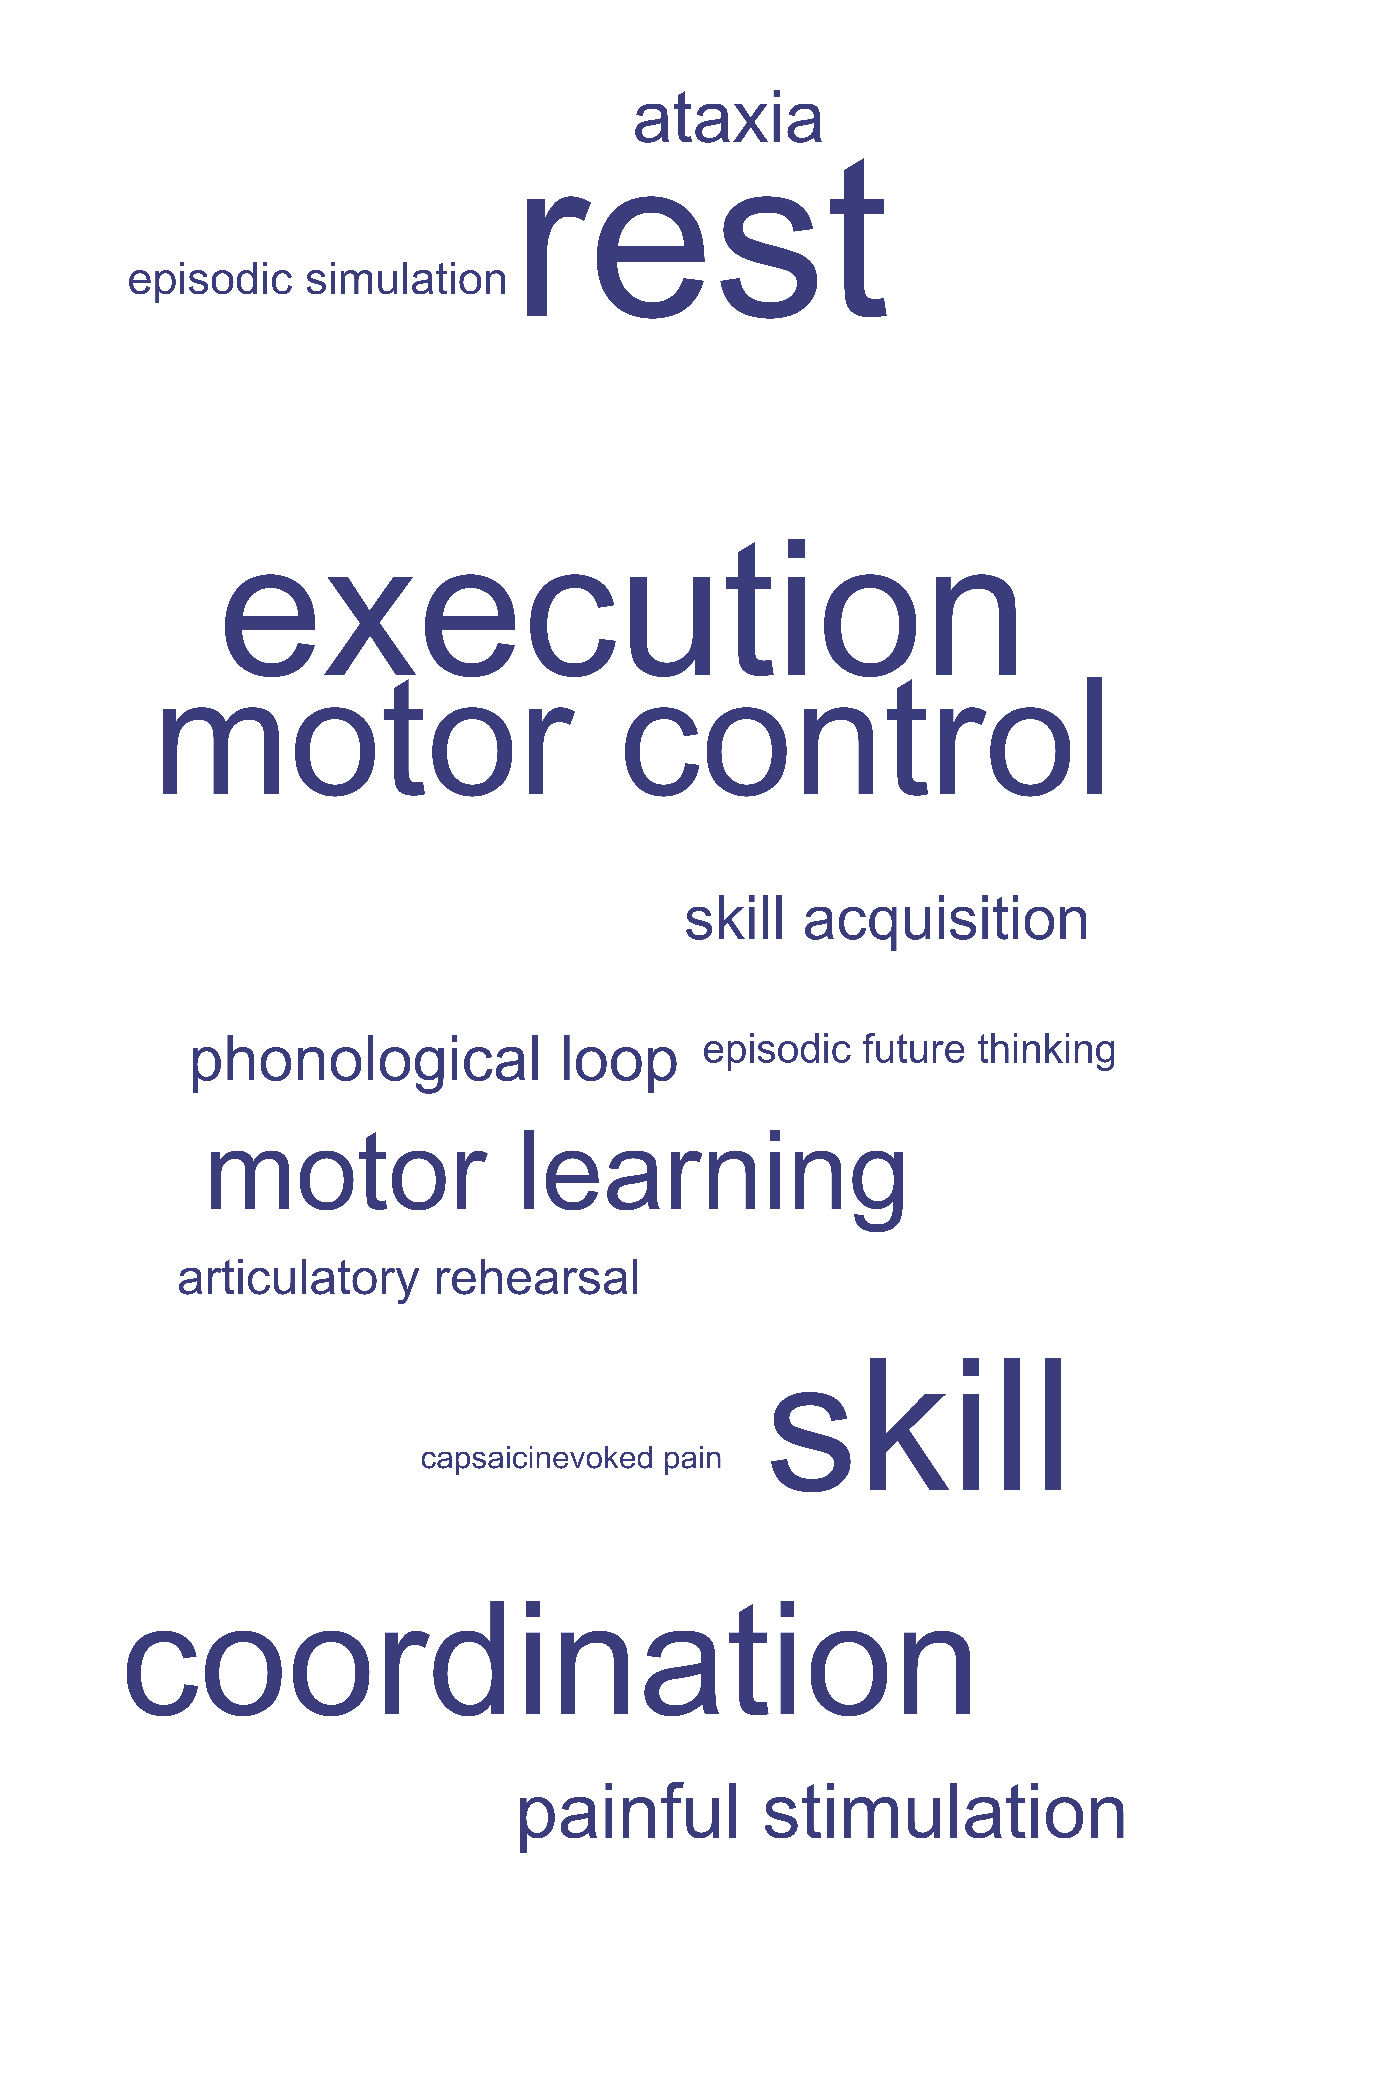 ataxia
rest
episodic simulation
execution
motor control
skill acquisition
phonological loop
episodic future thinking
motor learning
articulatory rehearsal
skill
capsaicinevoked pain
coordination
painful stimulation